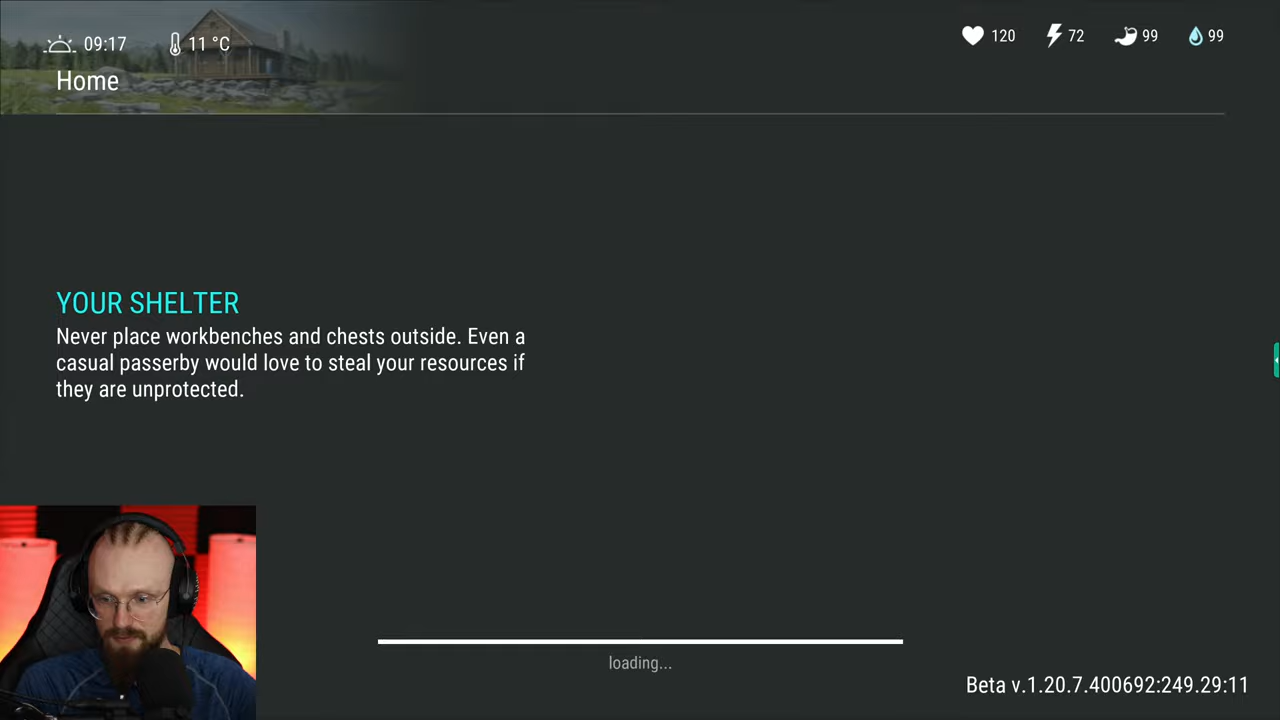 09:17 11 °C 120 72 99 99
Home
YOUR SHELTER
Never place workbenches and chests outside. Even a
casual passerby would love to steal your resources if
they are unprotected.
loading...
Beta v.1.20.7.400692:249.29:11